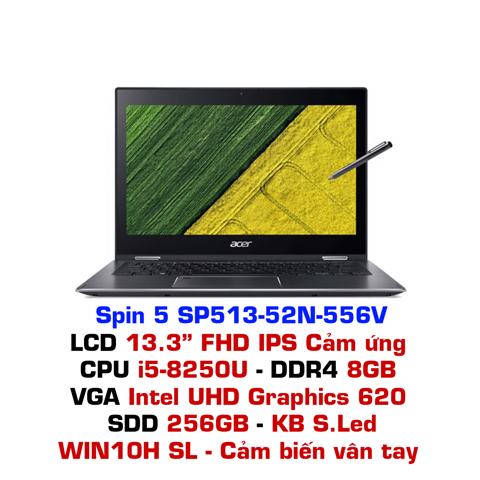 acer
Spin 5 SP513-52N-556V
LCD 13.3” FHD IPS Cảm ứng
CPU i5-8250U - DDR4 8GB
VGA Intel UHD Graphics 620
SDD 256GB - KB S.Led
WIN10H SL - Cảm biến vân tay